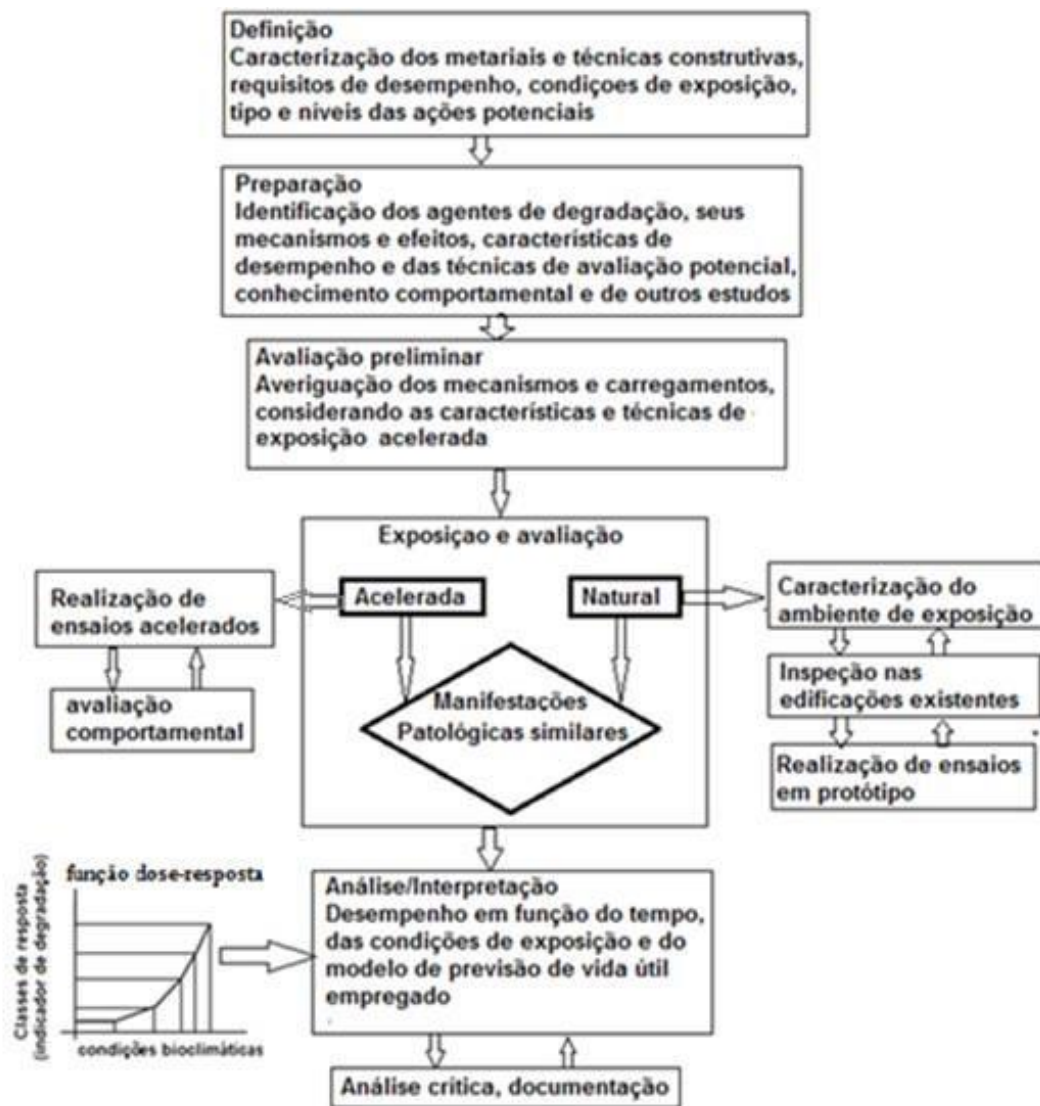 Definição
Caracterização dos metariais e técnicas construtivas,
requisitos de desempenho, condiçoes de exposição,
tipo e niveis das ações potenciais
Preparação
Identificação dos agentes de degradação, seus
mecanismos e efeitos, características de
desempenho e das técnicas de avaliação potencial,
conhecimento comportamental e de outros estudos
Avaliação preliminar
Averiguação dos mecanismos e carregamentos,
considerando as características e técnicas de
exposição acelerada
Exposiçao e avaliação
Acelerada
Natural
Realização de
ensaios acelerados
avaliação
comportamental
Manifestações
Patológicas similares
Caracterização do
ambiente de exposição
Inspeção nas
edificações existentes
Realização de ensaios
em protótipo
função dose-resposta
Classes de resposta
(indicador de degradação)
condições bioclimáticas
Análise/Interpretação
Desempenho em função do tempo,
das condições de exposição e do
modelo de previsão de vida útil
empregado
Análise crítica, documentação